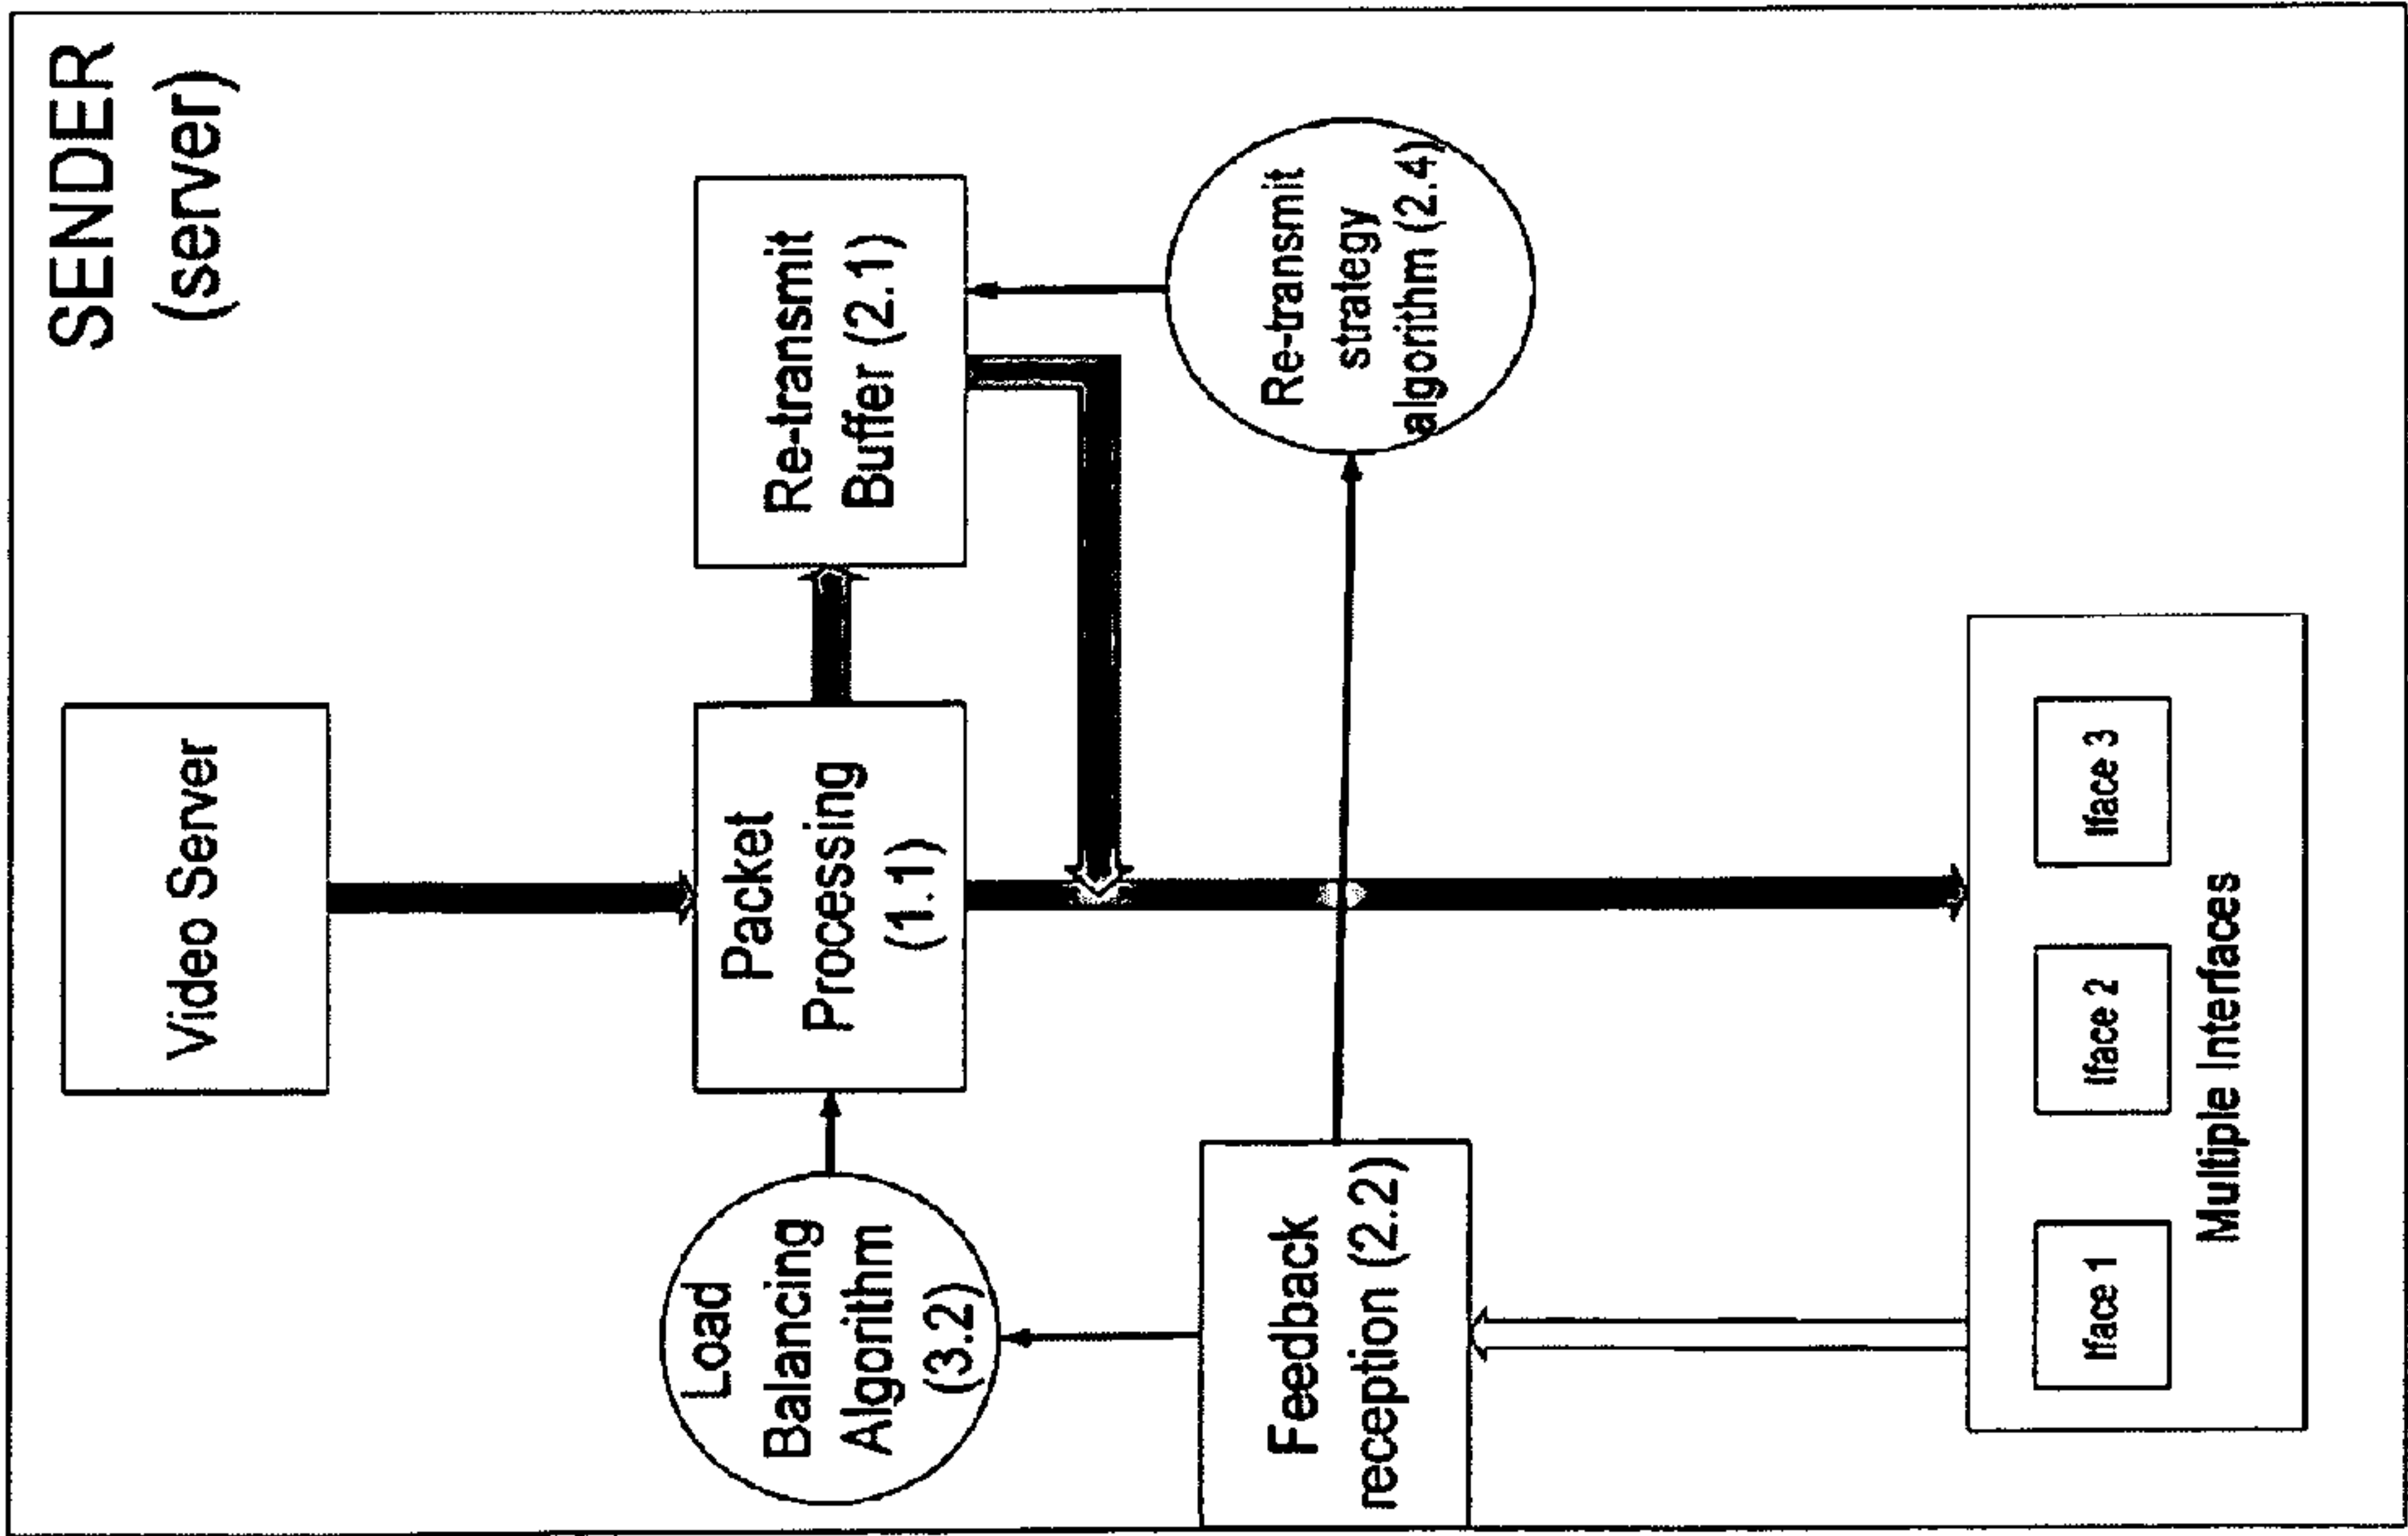 SENDER
(server)
Video Server
Packet
Processing
(1.1)
Re-transmit
Buffer (2.1)
Load
Balancing
Algorithm
(3.2)
Feedback
reception (2.2)
Re-transmit
strategy
algorithm (2.4)
Iface 1
Iface 2
Iface 3
Multiple Interfaces